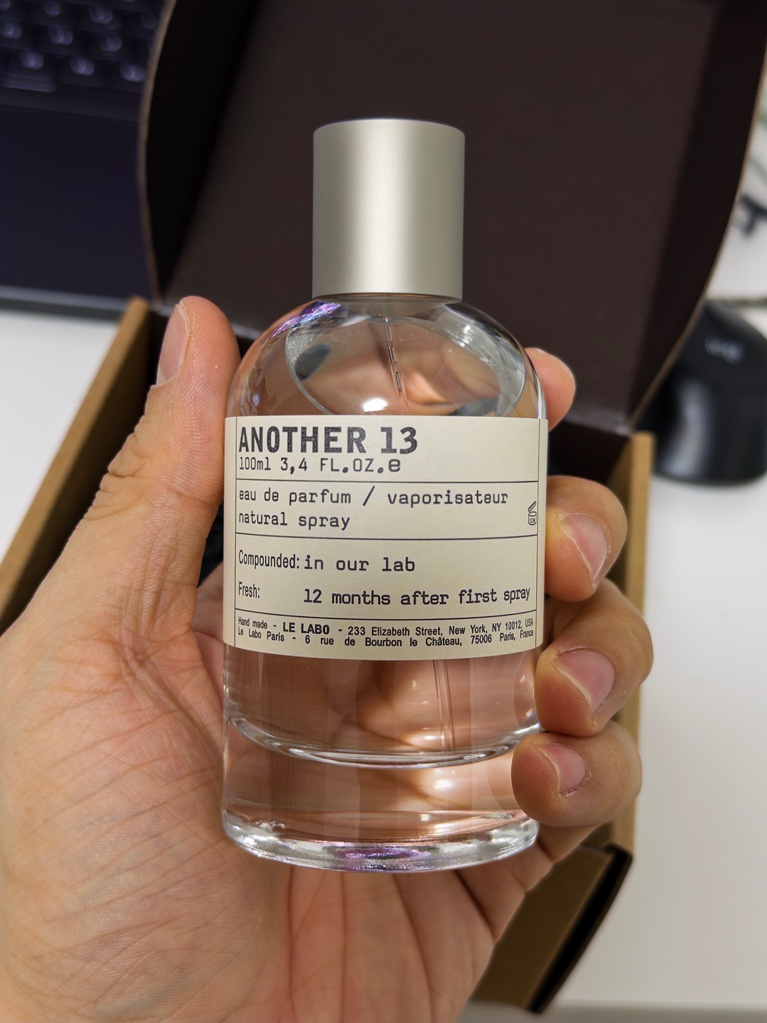 ANOTHER 13
100ml 3,4 FL.OZ.e
eau de parfum / vaporisateur
natural spray
Compounded: in our lab
Fresh: 12 months after first spray
Hand made - LE LABO - 233 Elizabeth Street, New York, NY 10012, USA
Le Labo Paris - 6 rue de Bourbon le Château, 75006 Paris, France